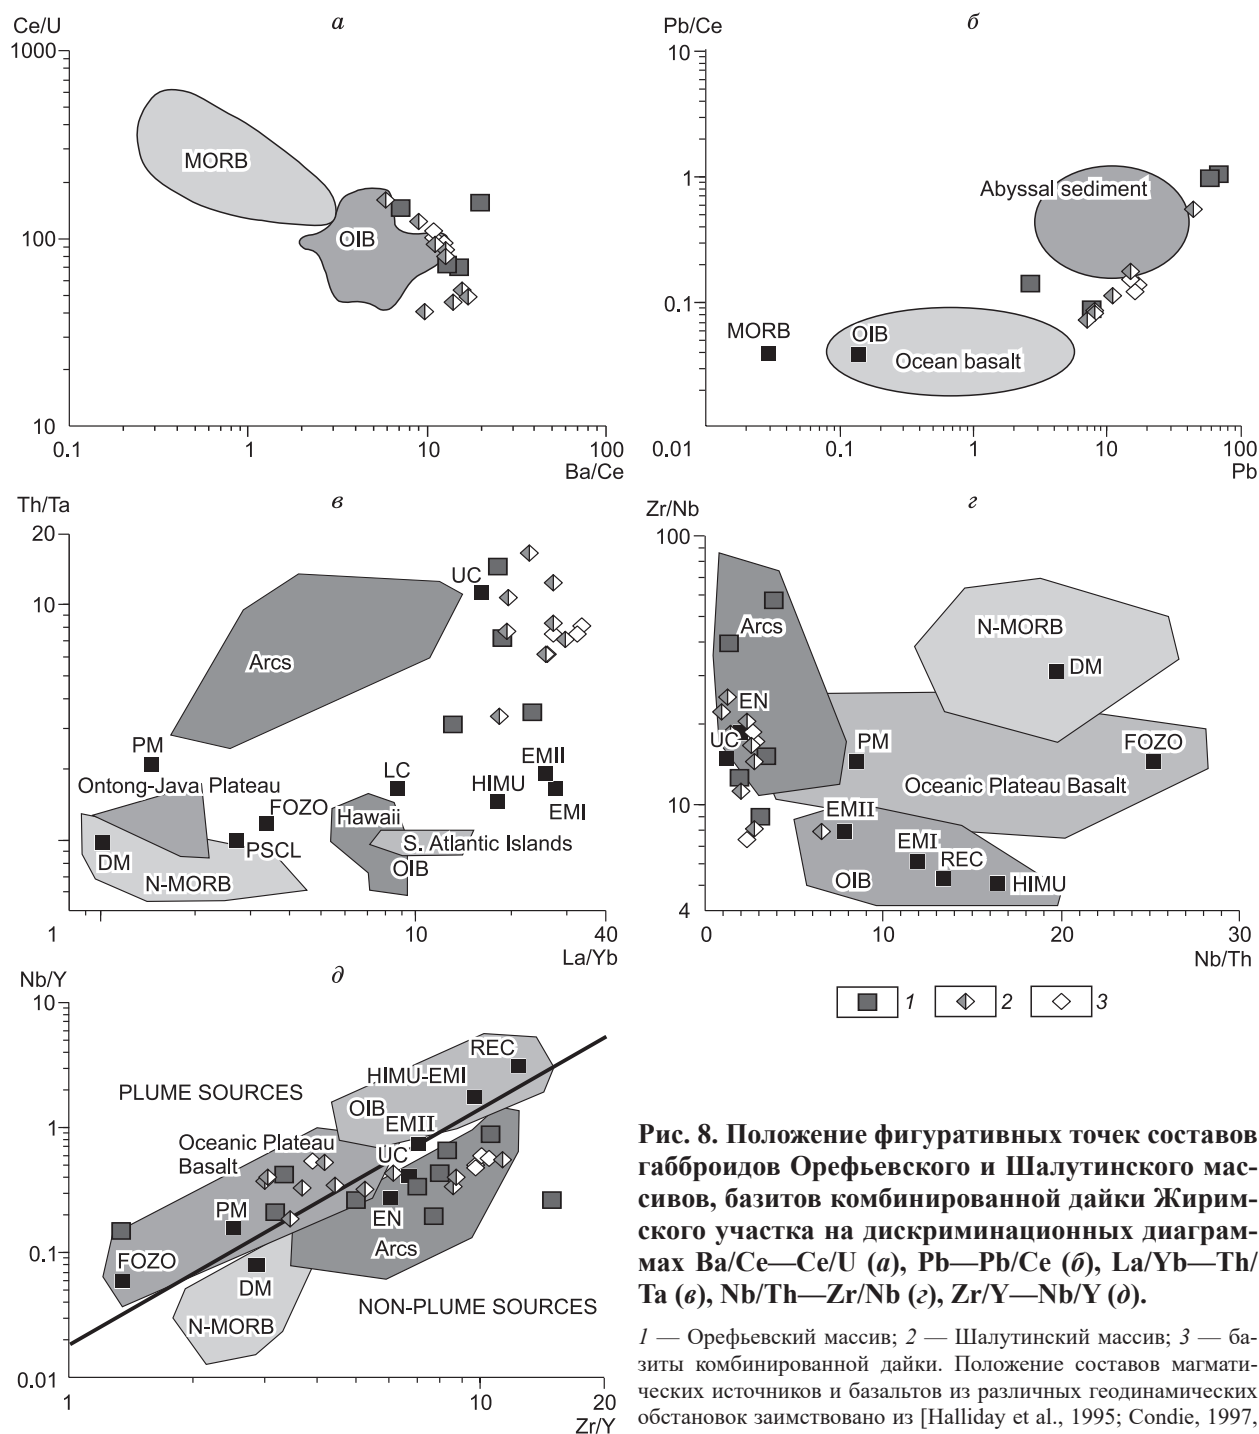 Ce/U
а
1000
100
10
0.1
1
10
100
Ba/Ce
MORB
OIB
Pb/Ce
б
10
1
0.1
0.01
0.1
1
10
100
Pb
Abyssal sediment
MORB
OIB
Ocean basalt
Th/Ta
в
20
10
1
10
40
La/Yb
UC
Arcs
PM
Ontong-Java Plateau
FOZO
DM
PSCL
N-MORB
LC
Hawaii
HIMU
EMII
EMI
S. Atlantic Islands
OIB
Zr/Nb
г
100
10
4
0
10
20
30
Nb/Th
Arcs
N-MORB
DM
EN
UC
PM
FOZO
Oceanic Plateau Basalt
EMII
EMI
REC
OIB
HIMU
1
2
3
Nb/Y
д
10
1
0.1
0.01
1
10
20
Zr/Y
PLUME SOURCES
REC
HIMU-EMI
OIB
EMII
Oceanic Plateau
Basalt
UC
PM
EN
FOZO
DM
Arcs
N-MORB
NON-PLUME SOURCES
Рис. 8. Положение фигуративных точек составов
габброидов Орефьевского и Шалутинского мас-
сивов, базитов комбинированной дайки Жирим-
ского участка на дискриминационных диаграм-
мах Ba/Ce—Ce/U (а), Pb—Pb/Ce (б), La/Yb—Th/
Ta (в), Nb/Th—Zr/Nb (г), Zr/Y—Nb/Y (д).
1 — Орефьевский массив; 2 — Шалутинский массив; 3 — ба-
зиты комбинированной дайки. Положение составов магмати-
ческих источников и базальтов из различных геодинамических
обстановок заимствовано из [Halliday et al., 1995; Condie, 1997,